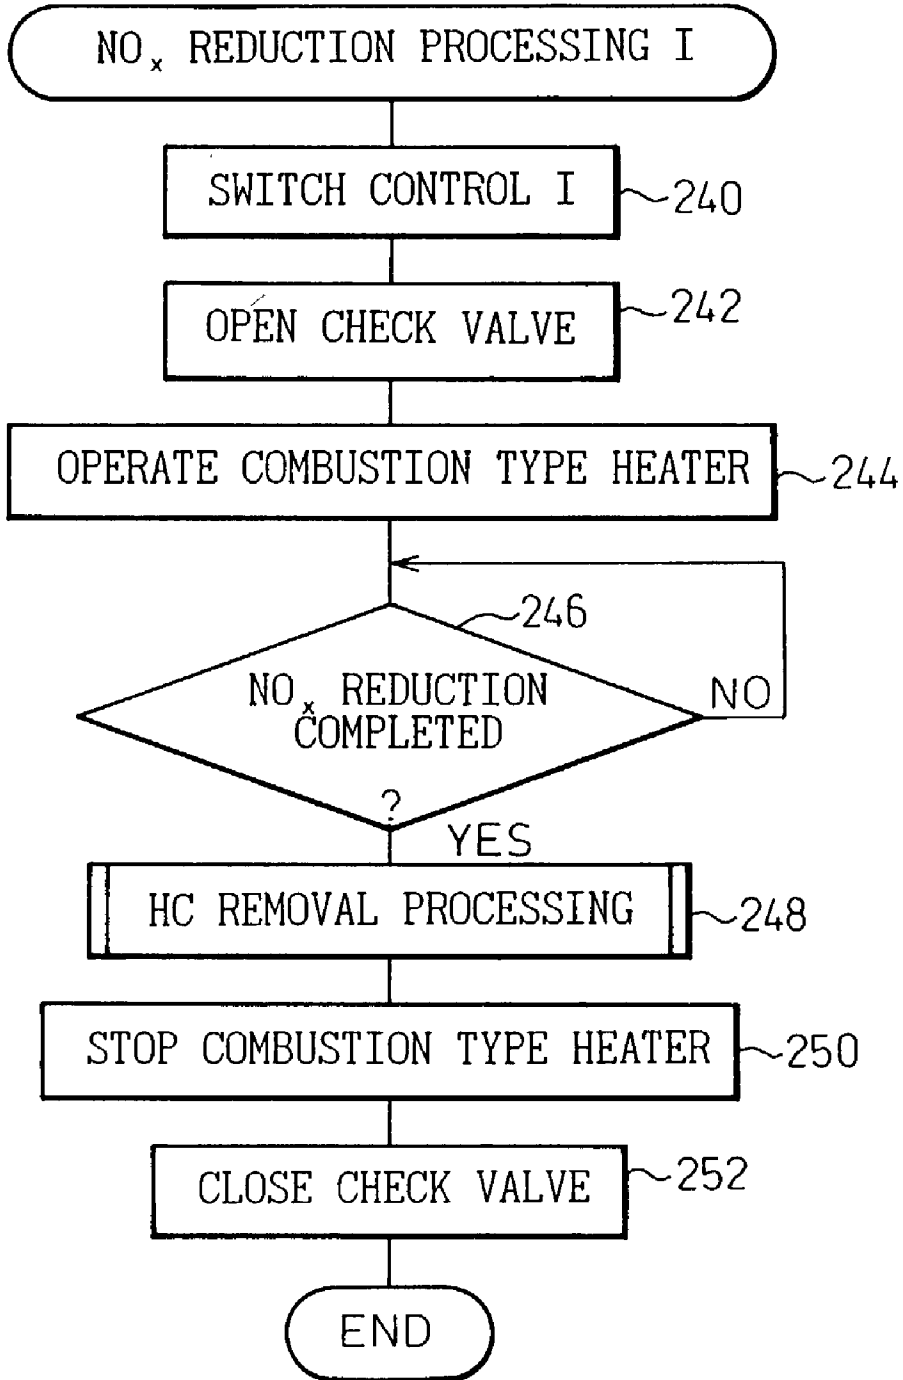 NOx REDUCTION PROCESSING I
SWITCH CONTROL I
240
OPEN CHECK VALVE
242
OPERATE COMBUSTION TYPE HEATER
244
246
NOx REDUCTION
COMPLETED
?
NO
YES
HC REMOVAL PROCESSING
248
STOP COMBUSTION TYPE HEATER
250
CLOSE CHECK VALVE
252
END